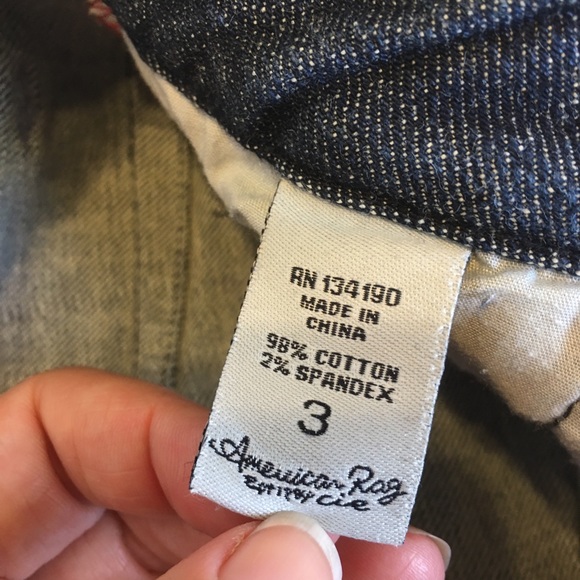 RN 134190
MADE IN
CHINA
98% COTTON
2% SPANDEX
3
American Rag
cie